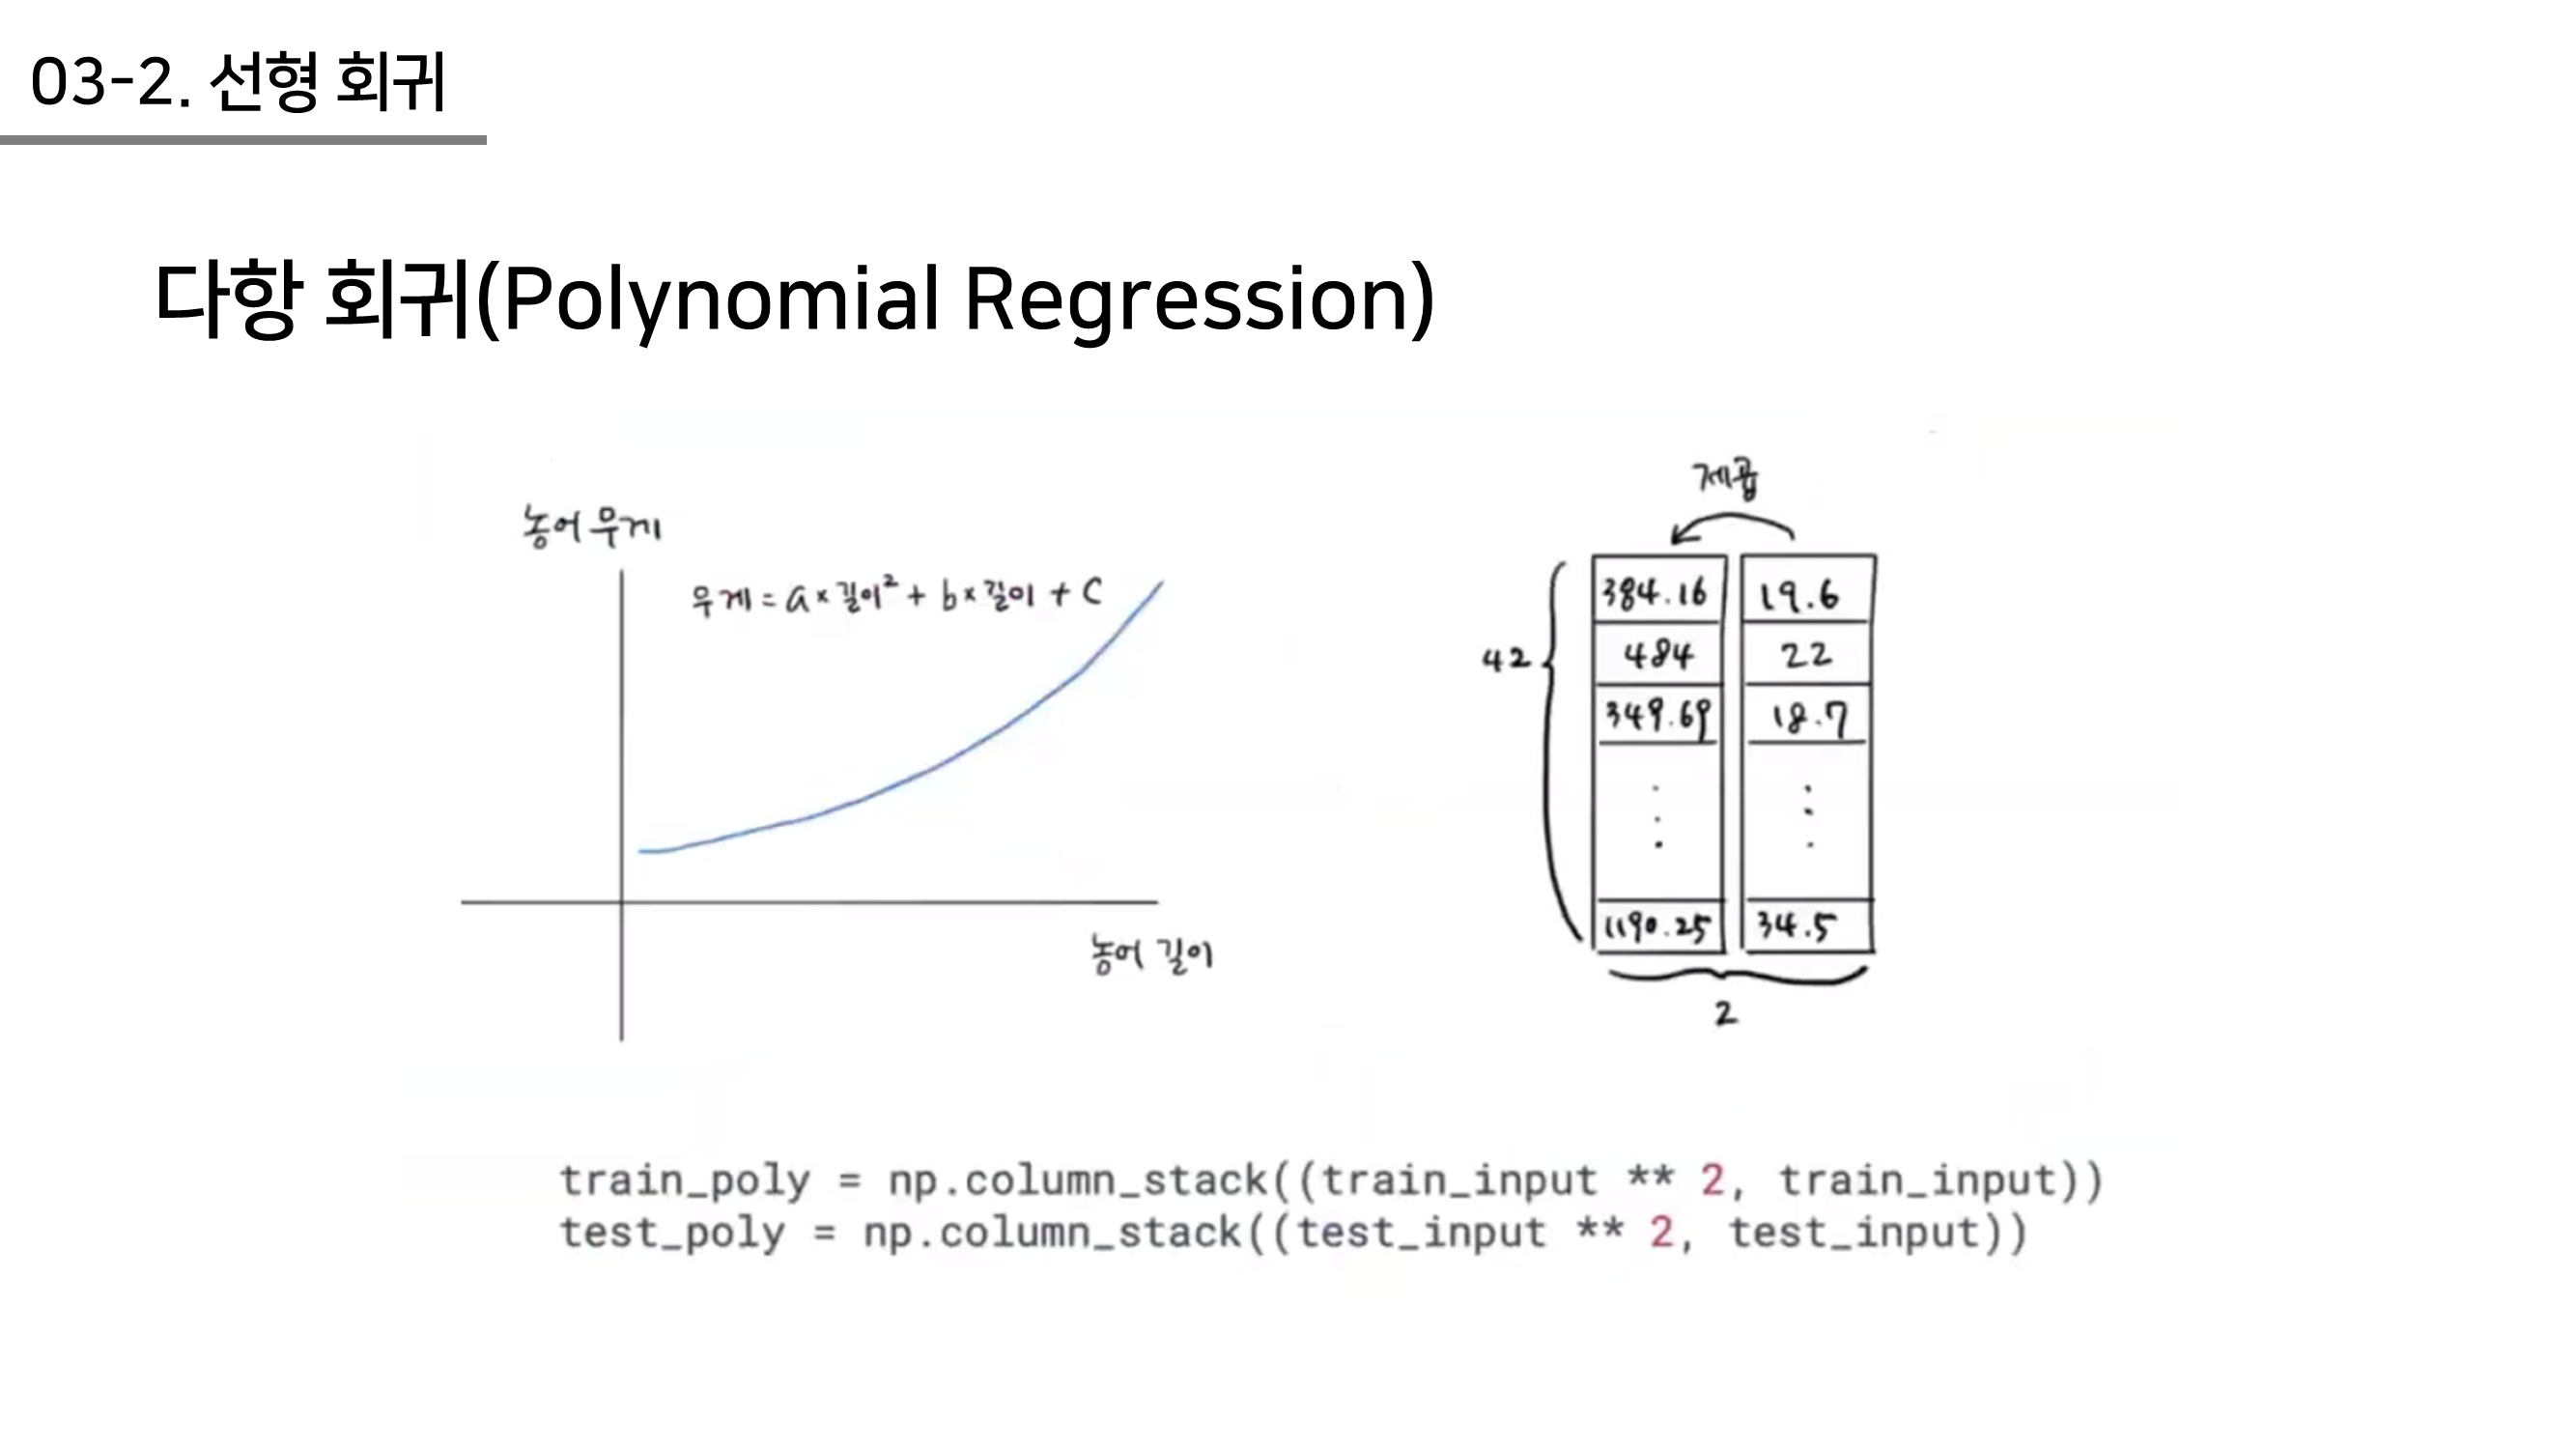 03-2. 선형 회귀
다항 회귀(Polynomial Regression)
농어 무게
무게 = a × 길이² + b × 길이 + c
농어 길이
제곱
42
384.16 19.6
484 22
349.69 18.7
1190.25 34.5
2
train_poly = np.column_stack((train_input ** 2, train_input))
test_poly = np.column_stack((test_input ** 2, test_input))